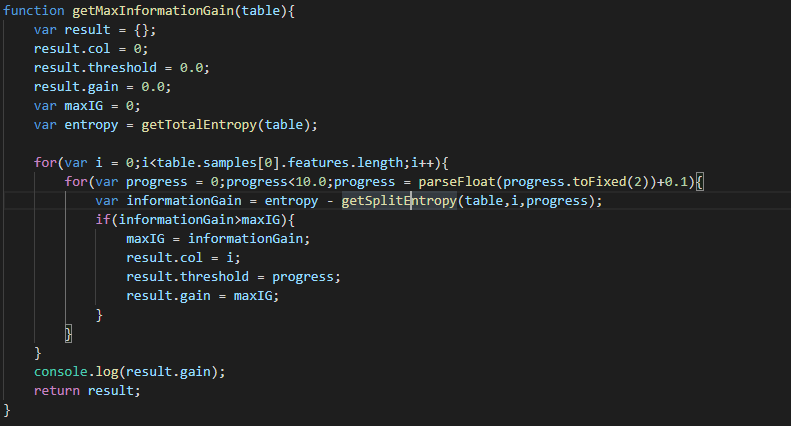 function getMaxInformationGain(table){
    var result = {};
    result.col = 0;
    result.threshold = 0.0;
    result.gain = 0.0;
    var maxIG = 0;
    var entropy = getTotalEntropy(table);

    for(var i = 0;i<table.samples[0].features.length;i++){
        for(var progress = 0;progress<10.0;progress = parseFloat(progress.toFixed(2))+0.1){
            var informationGain = entropy - getSplitEntropy(table,i,progress);
            if(informationGain>maxIG){
                maxIG = informationGain;
                result.col = i;
                result.threshold = progress;
                result.gain = maxIG;
            }
        }
    }
    console.log(result.gain);
    return result;
}